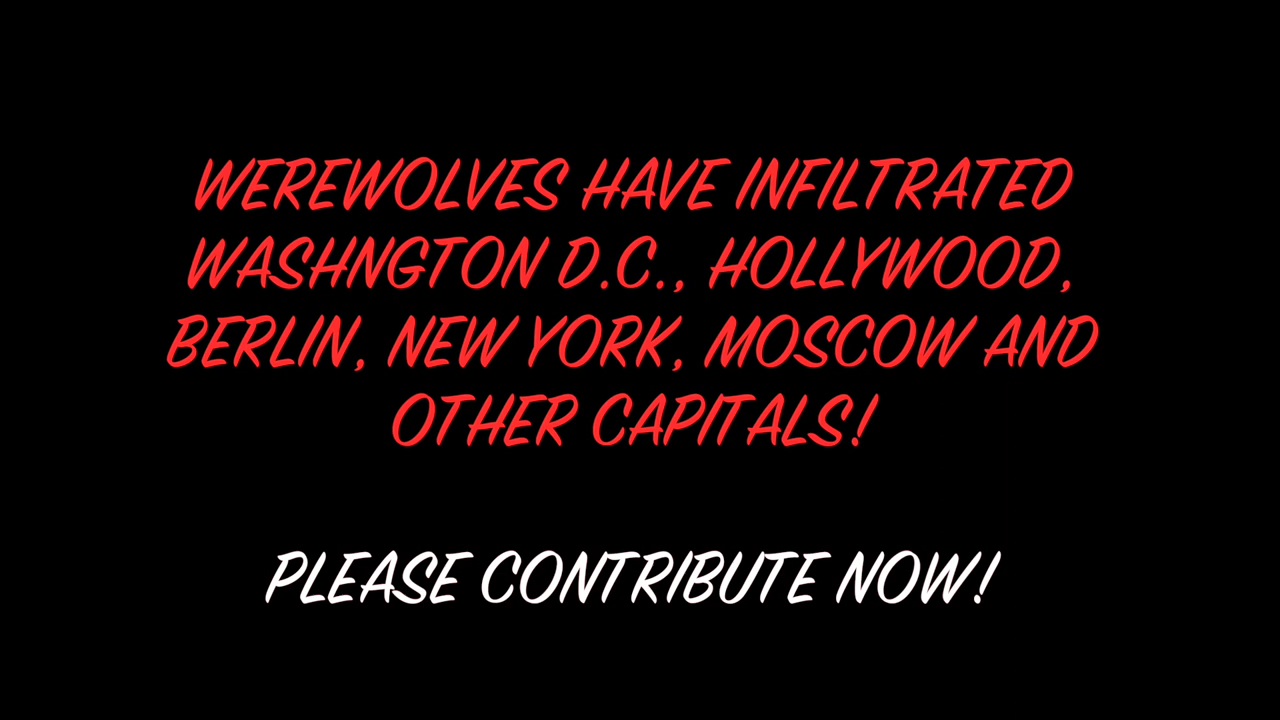 WEREWOLVES HAVE INFILTRATED
WASHNGTON D.C., HOLLYWOOD,
BERLIN, NEW YORK, MOSCOW AND
OTHER CAPITALS!
PLEASE CONTRIBUTE NOW!